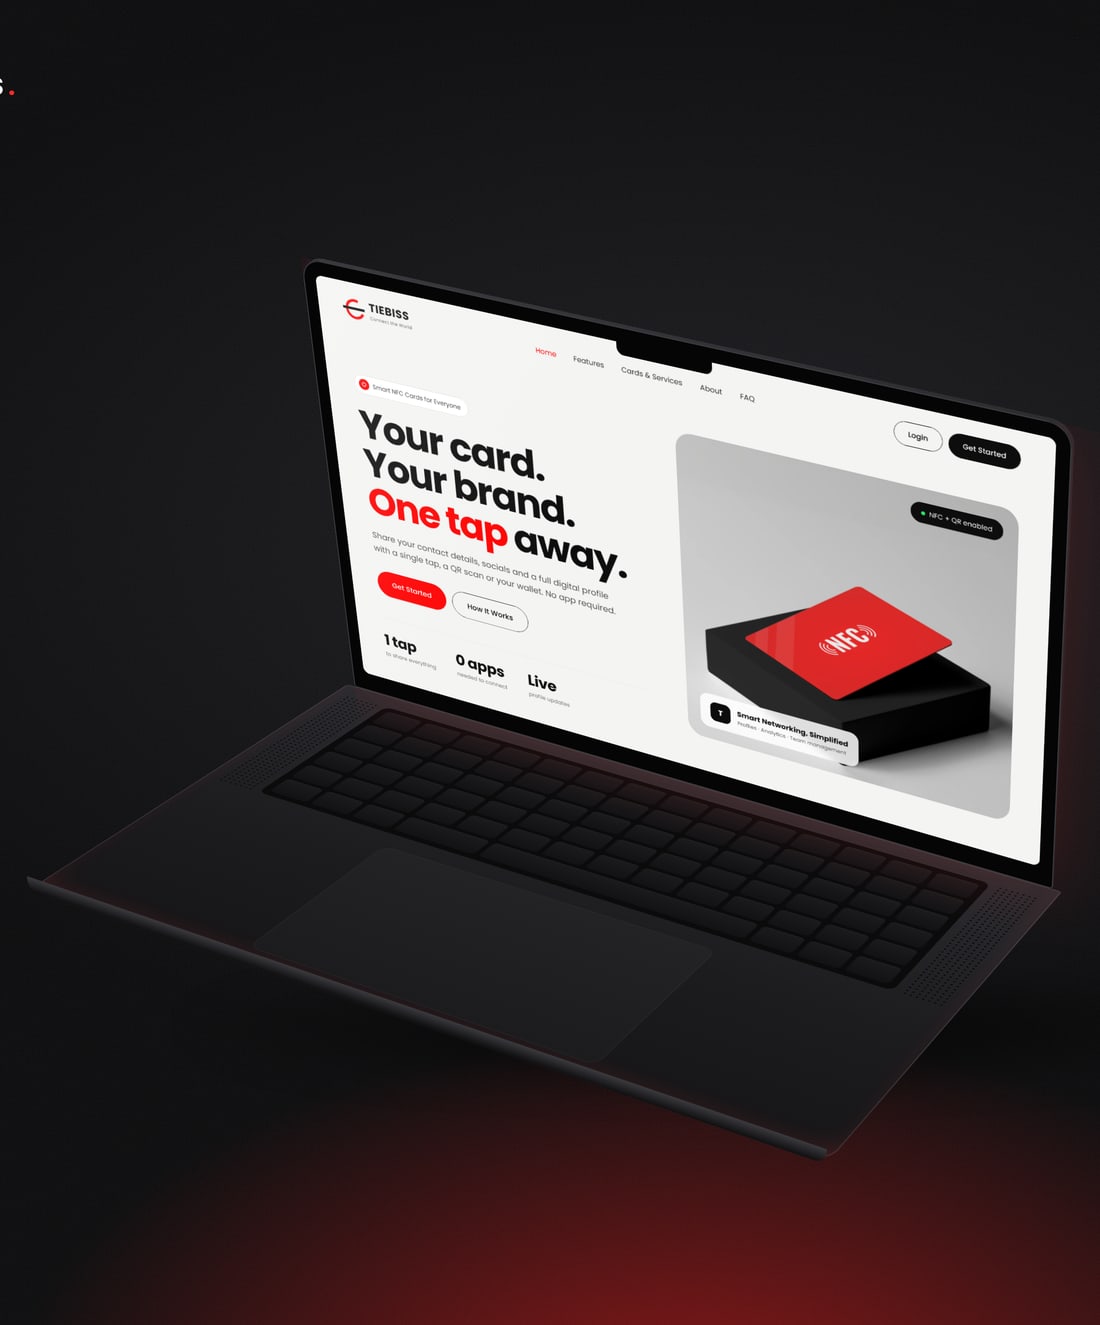 s.
TIEBISS
Connect the World
Home
Features
Cards & Services
About
FAQ
Login
Get Started
Smart NFC Cards for Everyone
Your card.
Your brand.
One tap away.
Share your contact details, socials and a full digital profile
with a single tap, a QR scan or your wallet. No app required.
Get Started
How It Works
1 tap
to share everything
0 apps
needed to connect
Live
profile updates
NFC + QR enabled
NFC
T
Smart Networking, Simplified
Profiles · Analytics · Team management